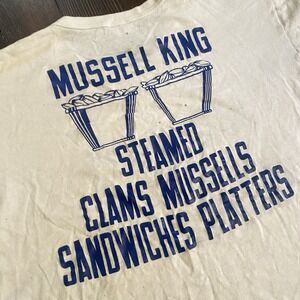 MUSSELL KING
STEAMED
CLAMS MUSSELLS
SANDWICHES PLATTERS